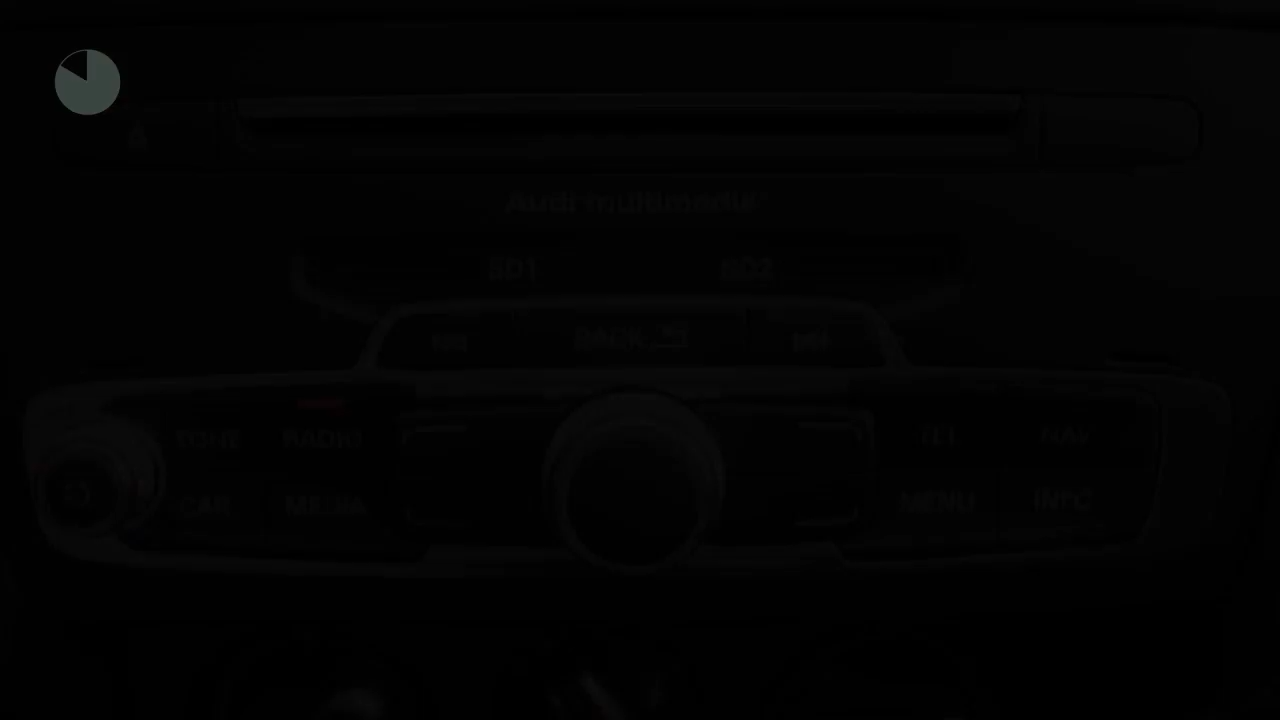 Audi multimedia
SD1 SD2
BACK
TONE RADIO
TEL NAV
CAR MEDIA
MENU INFO